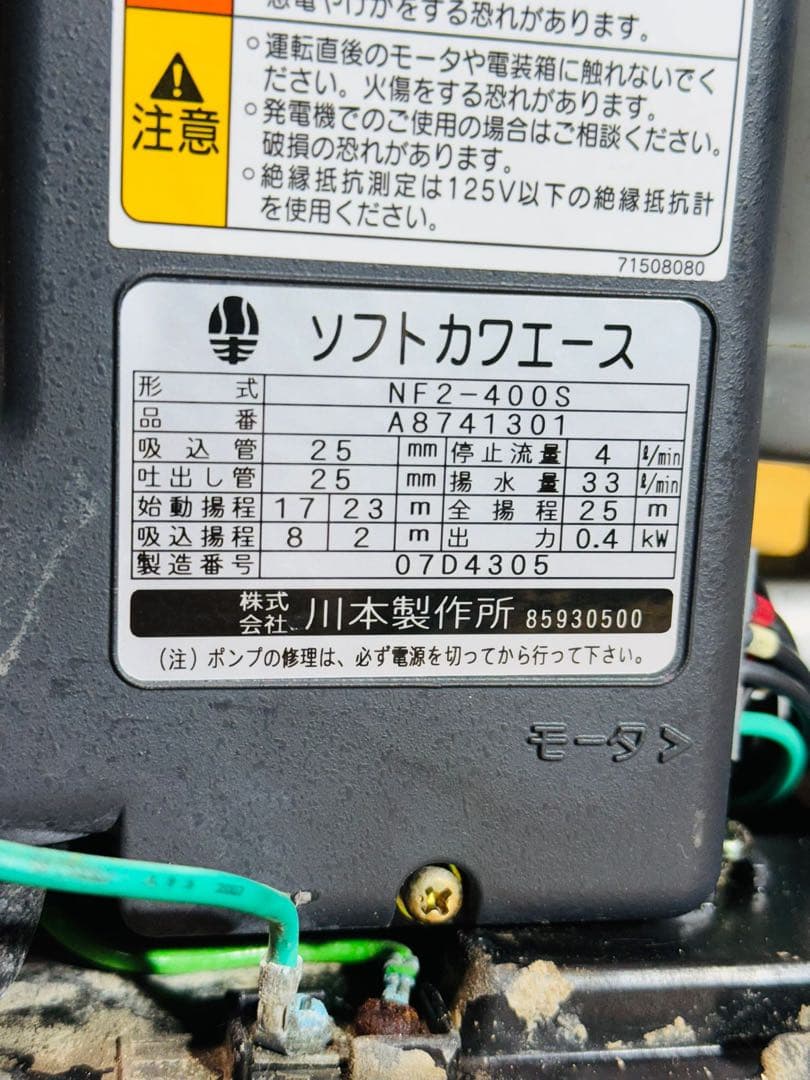 感電やけがをする恐れがあります。
注意
○運転直後のモータや電装箱に触れないでく
ださい。火傷をする恐れがあります。
○発電機でのご使用の場合はご相談ください。
破損の恐れがあります。
○絶縁抵抗測定は125V以下の絶縁抵抗計
を使用ください。
71508080
ソフトカワエース
形式 NF2-400S
品番 A8741301
吸込管 25 mm 停止流量 4 ℓ/min
吐出し管 25 mm 揚水量 33 ℓ/min
始動揚程 17 23 m 全揚程 25 m
吸込揚程 8 2 m 出力 0.4 kW
製造番号 07D4305
株式会社 川本製作所 85930500
(注) ポンプの修理は、必ず電源を切ってから行って下さい。
モータ>